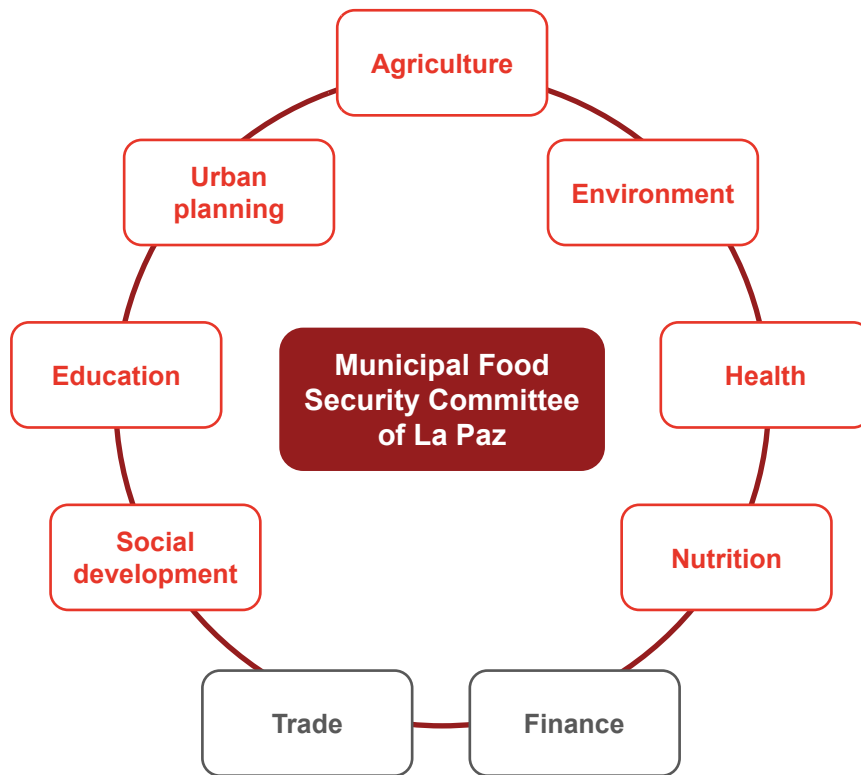 Agriculture
Urban
planning
Environment
Education
Municipal Food
Security Committee
of La Paz
Health
Social
development
Nutrition
Trade
Finance